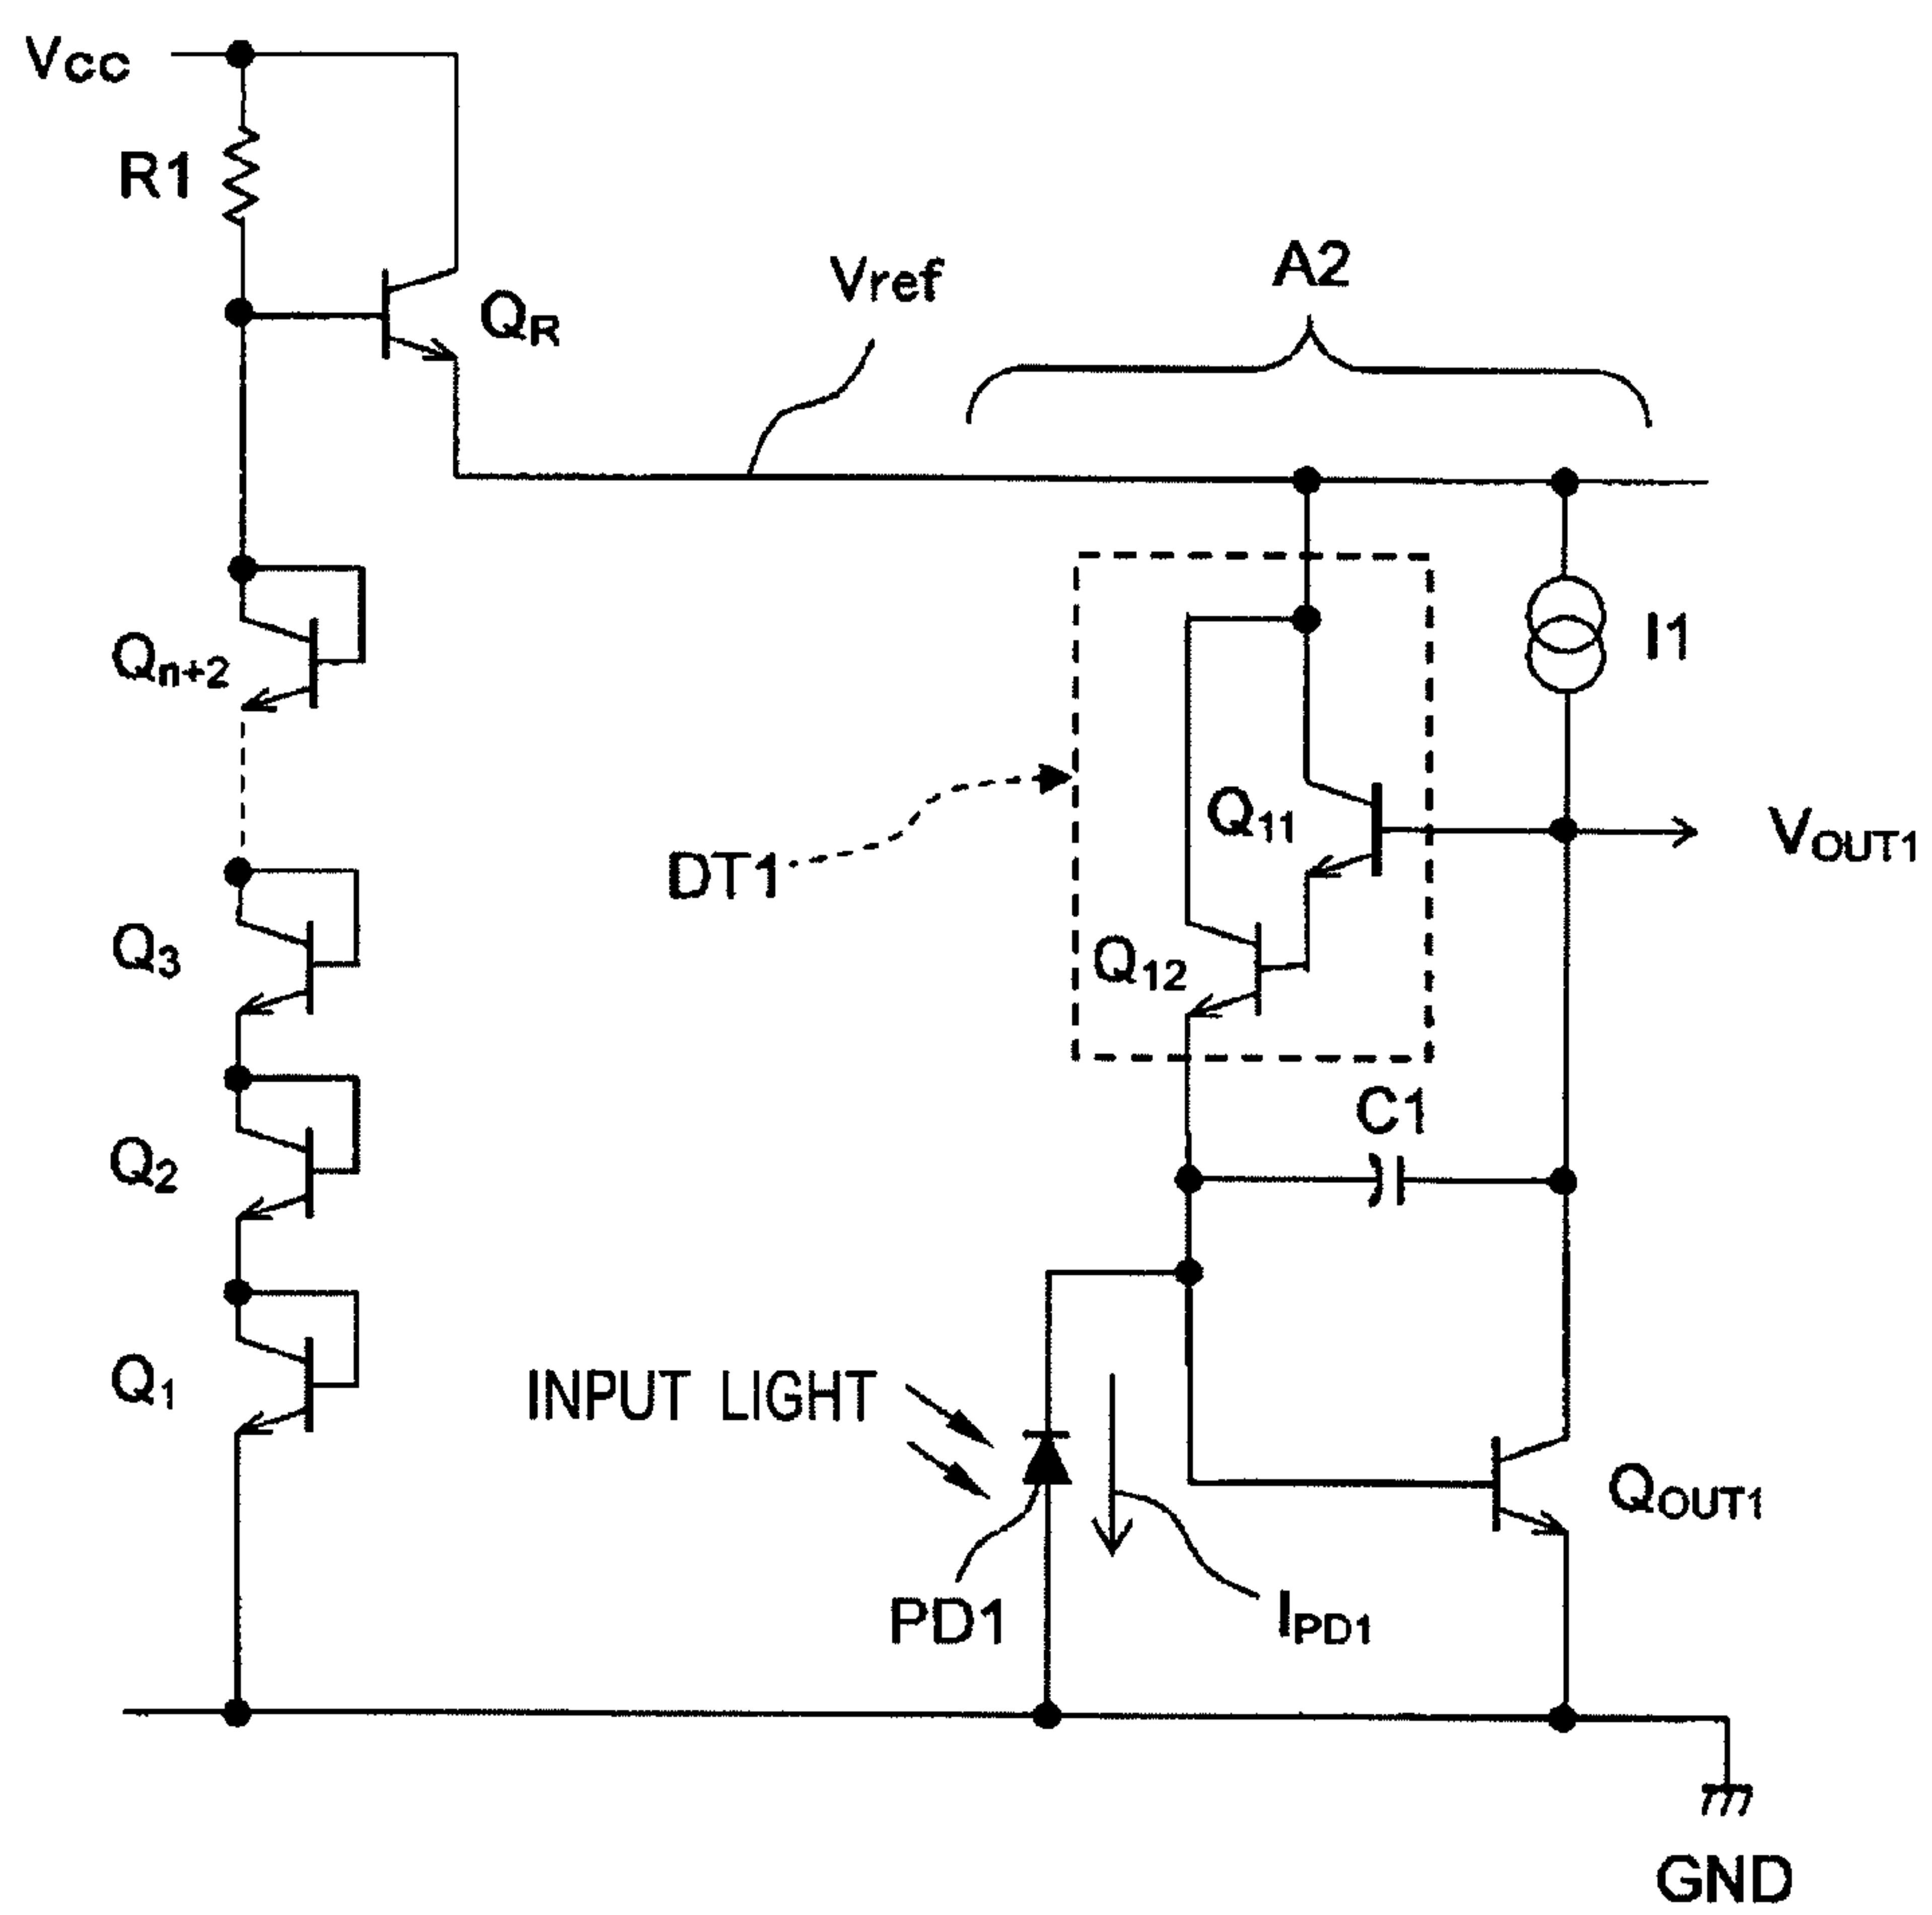 Vcc
R1
QR
Vref
A2
Qn+2
I1
Q11
VOUT1
DT1
Q3
Q12
C1
Q2
Q1
INPUT LIGHT
QOUT1
PD1
IPD1
GND